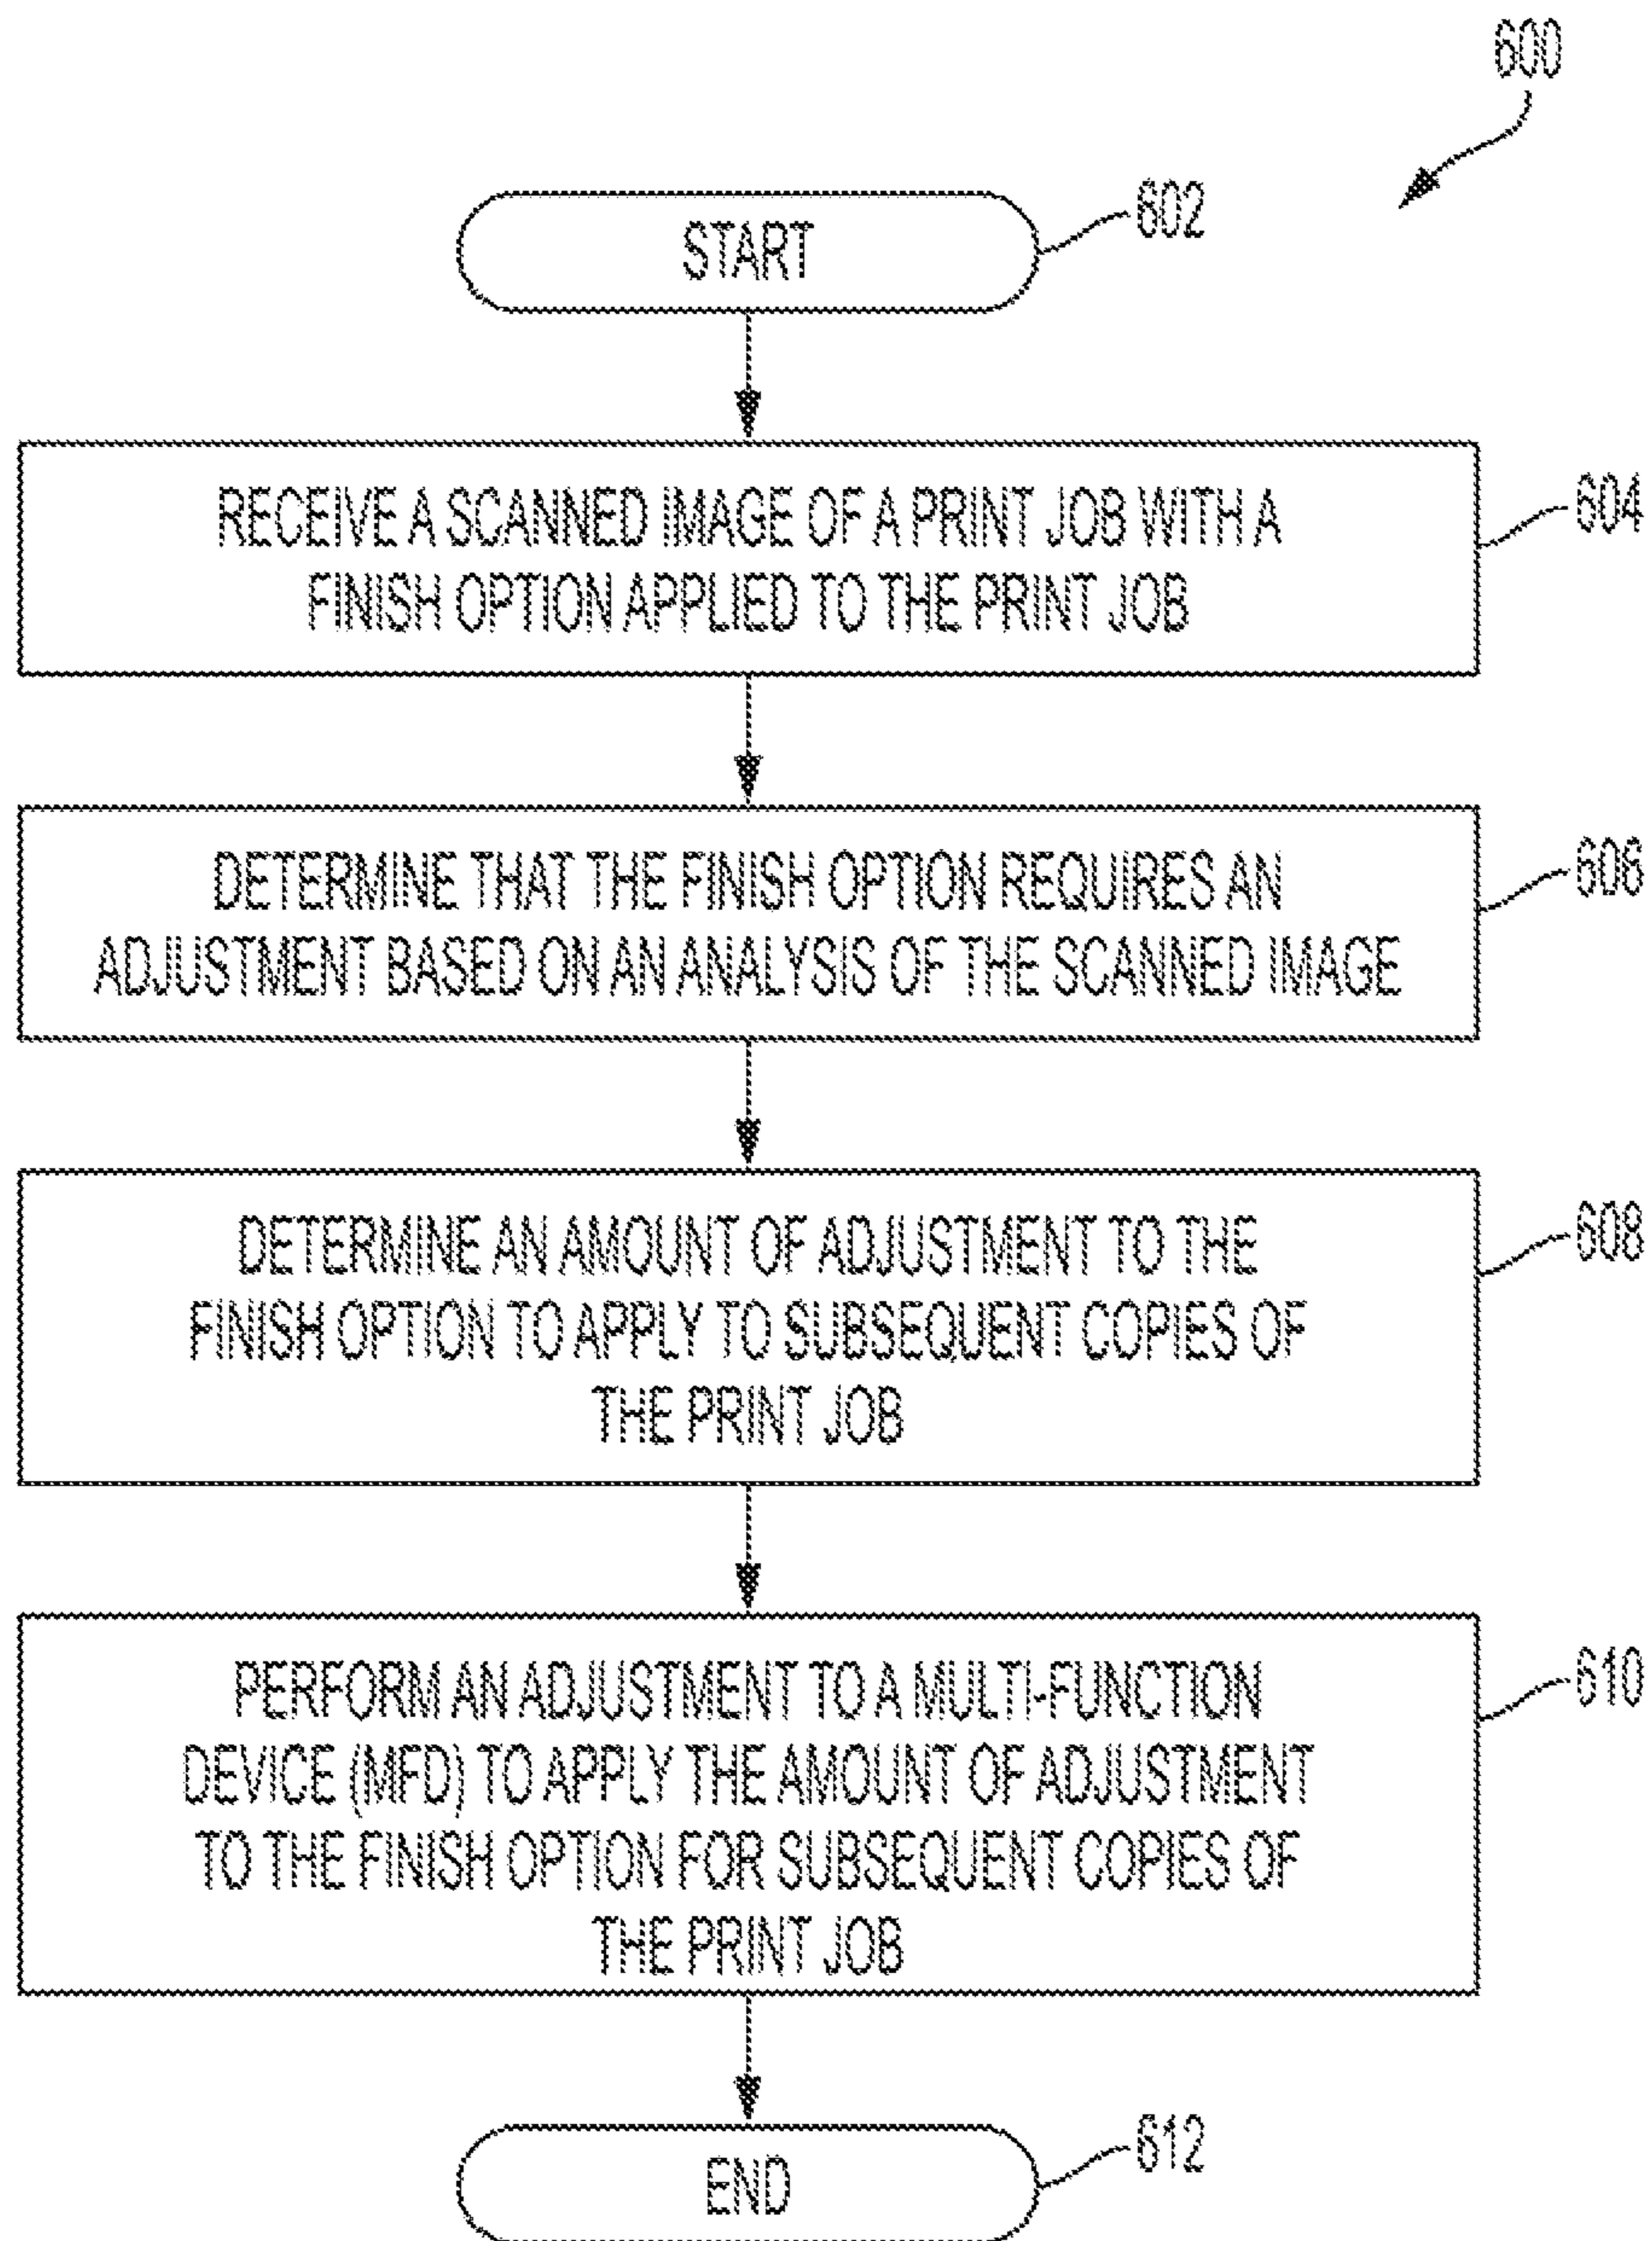 600
START
602
RECEIVE A SCANNED IMAGE OF A PRINT JOB WITH A
FINISH OPTION APPLIED TO THE PRINT JOB
604
DETERMINE THAT THE FINISH OPTION REQUIRES AN
ADJUSTMENT BASED ON AN ANALYSIS OF THE SCANNED IMAGE
606
DETERMINE AN AMOUNT OF ADJUSTMENT TO THE
FINISH OPTION TO APPLY TO SUBSEQUENT COPIES OF
THE PRINT JOB
608
PERFORM AN ADJUSTMENT TO A MULTI-FUNCTION
DEVICE (MFD) TO APPLY THE AMOUNT OF ADJUSTMENT
TO THE FINISH OPTION FOR SUBSEQUENT COPIES OF
THE PRINT JOB
610
END
612